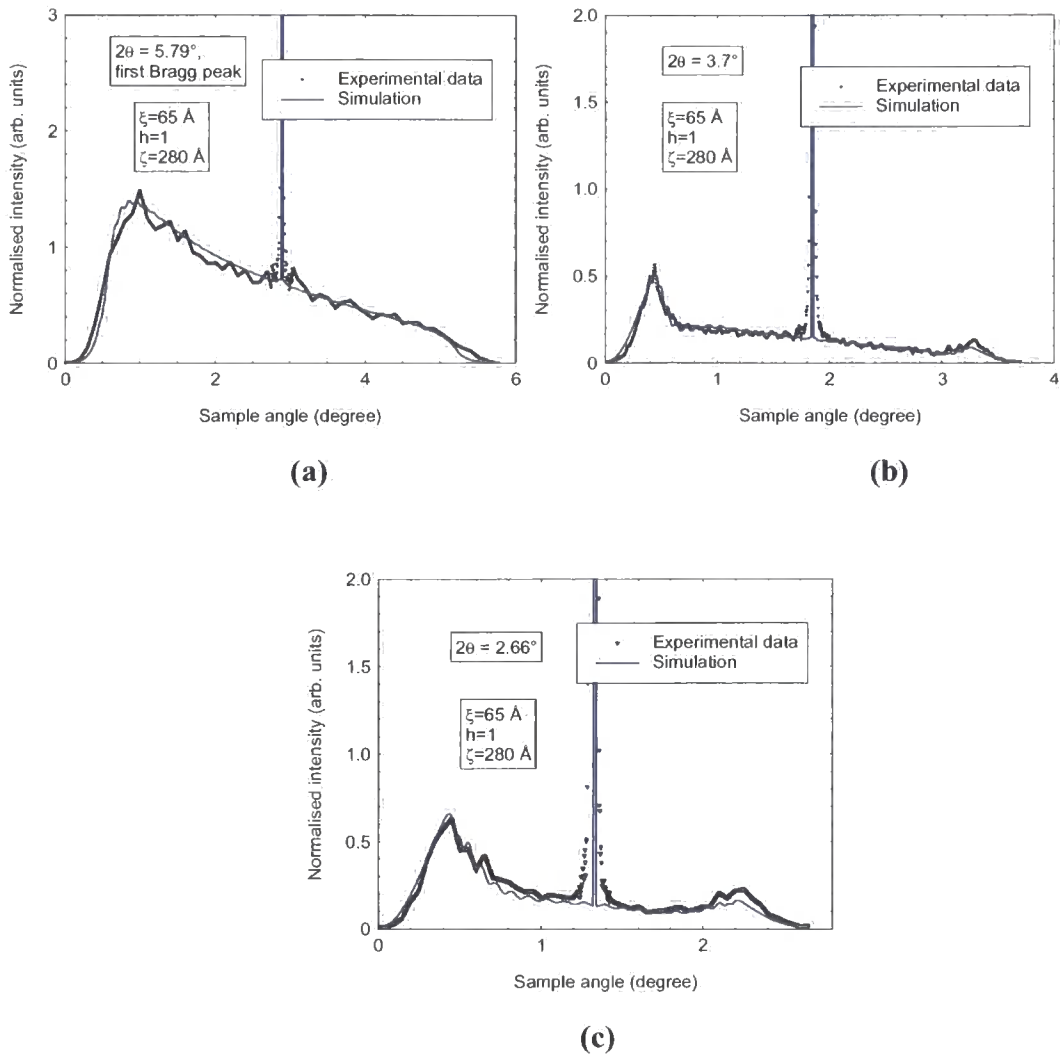 3
2
1
0
0
2
4
6
Normalised intensity (arb. units)
Sample angle (degree)
2θ = 5.79°,
first Bragg peak
ξ=65 Å
h=1
ζ=280 Å
Experimental data
Simulation
(a)
2.0
1.5
1.0
0.5
0
0
1
2
3
4
Normalised intensity (arb. units)
Sample angle (degree)
2θ = 3.7°
ξ=65 Å
h=1
ζ=280 Å
Experimental data
Simulation
(b)
2.0
1.5
1.0
0.5
0
0
1
2
Normalised intensity (arb. units)
Sample angle (degree)
2θ = 2.66°
ξ=65 Å
h=1
ζ=280 Å
Experimental data
Simulation
(c)